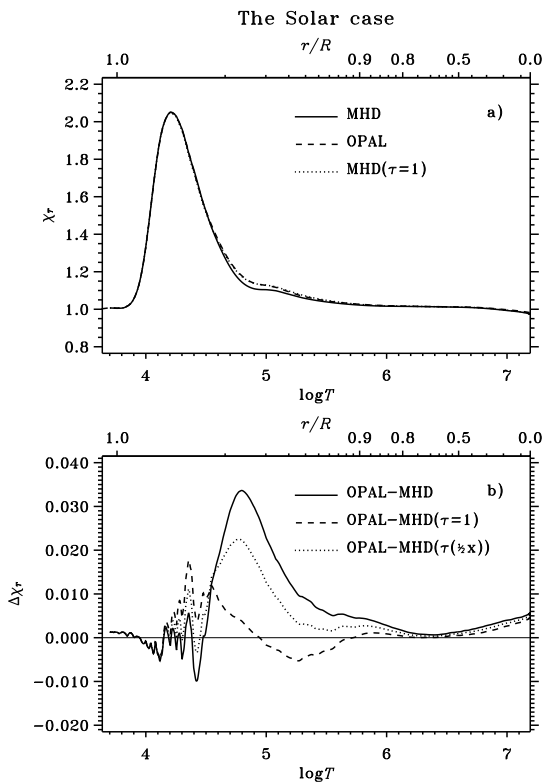 The Solar case
r/R
1.0 0.9 0.8 0.5 0.0
2.2
2.0
1.8
1.6
1.4
1.2
1.0
0.8
χᵣ
MHD
OPAL
MHD(τ=1)
a)
4 5 6 7
logT
r/R
1.0 0.9 0.8 0.5 0.0
0.040
0.030
0.020
0.010
0.000
−0.010
−0.020
Δχᵣ
OPAL−MHD
OPAL−MHD(τ=1)
OPAL−MHD(τ(½x))
b)
4 5 6 7
logT